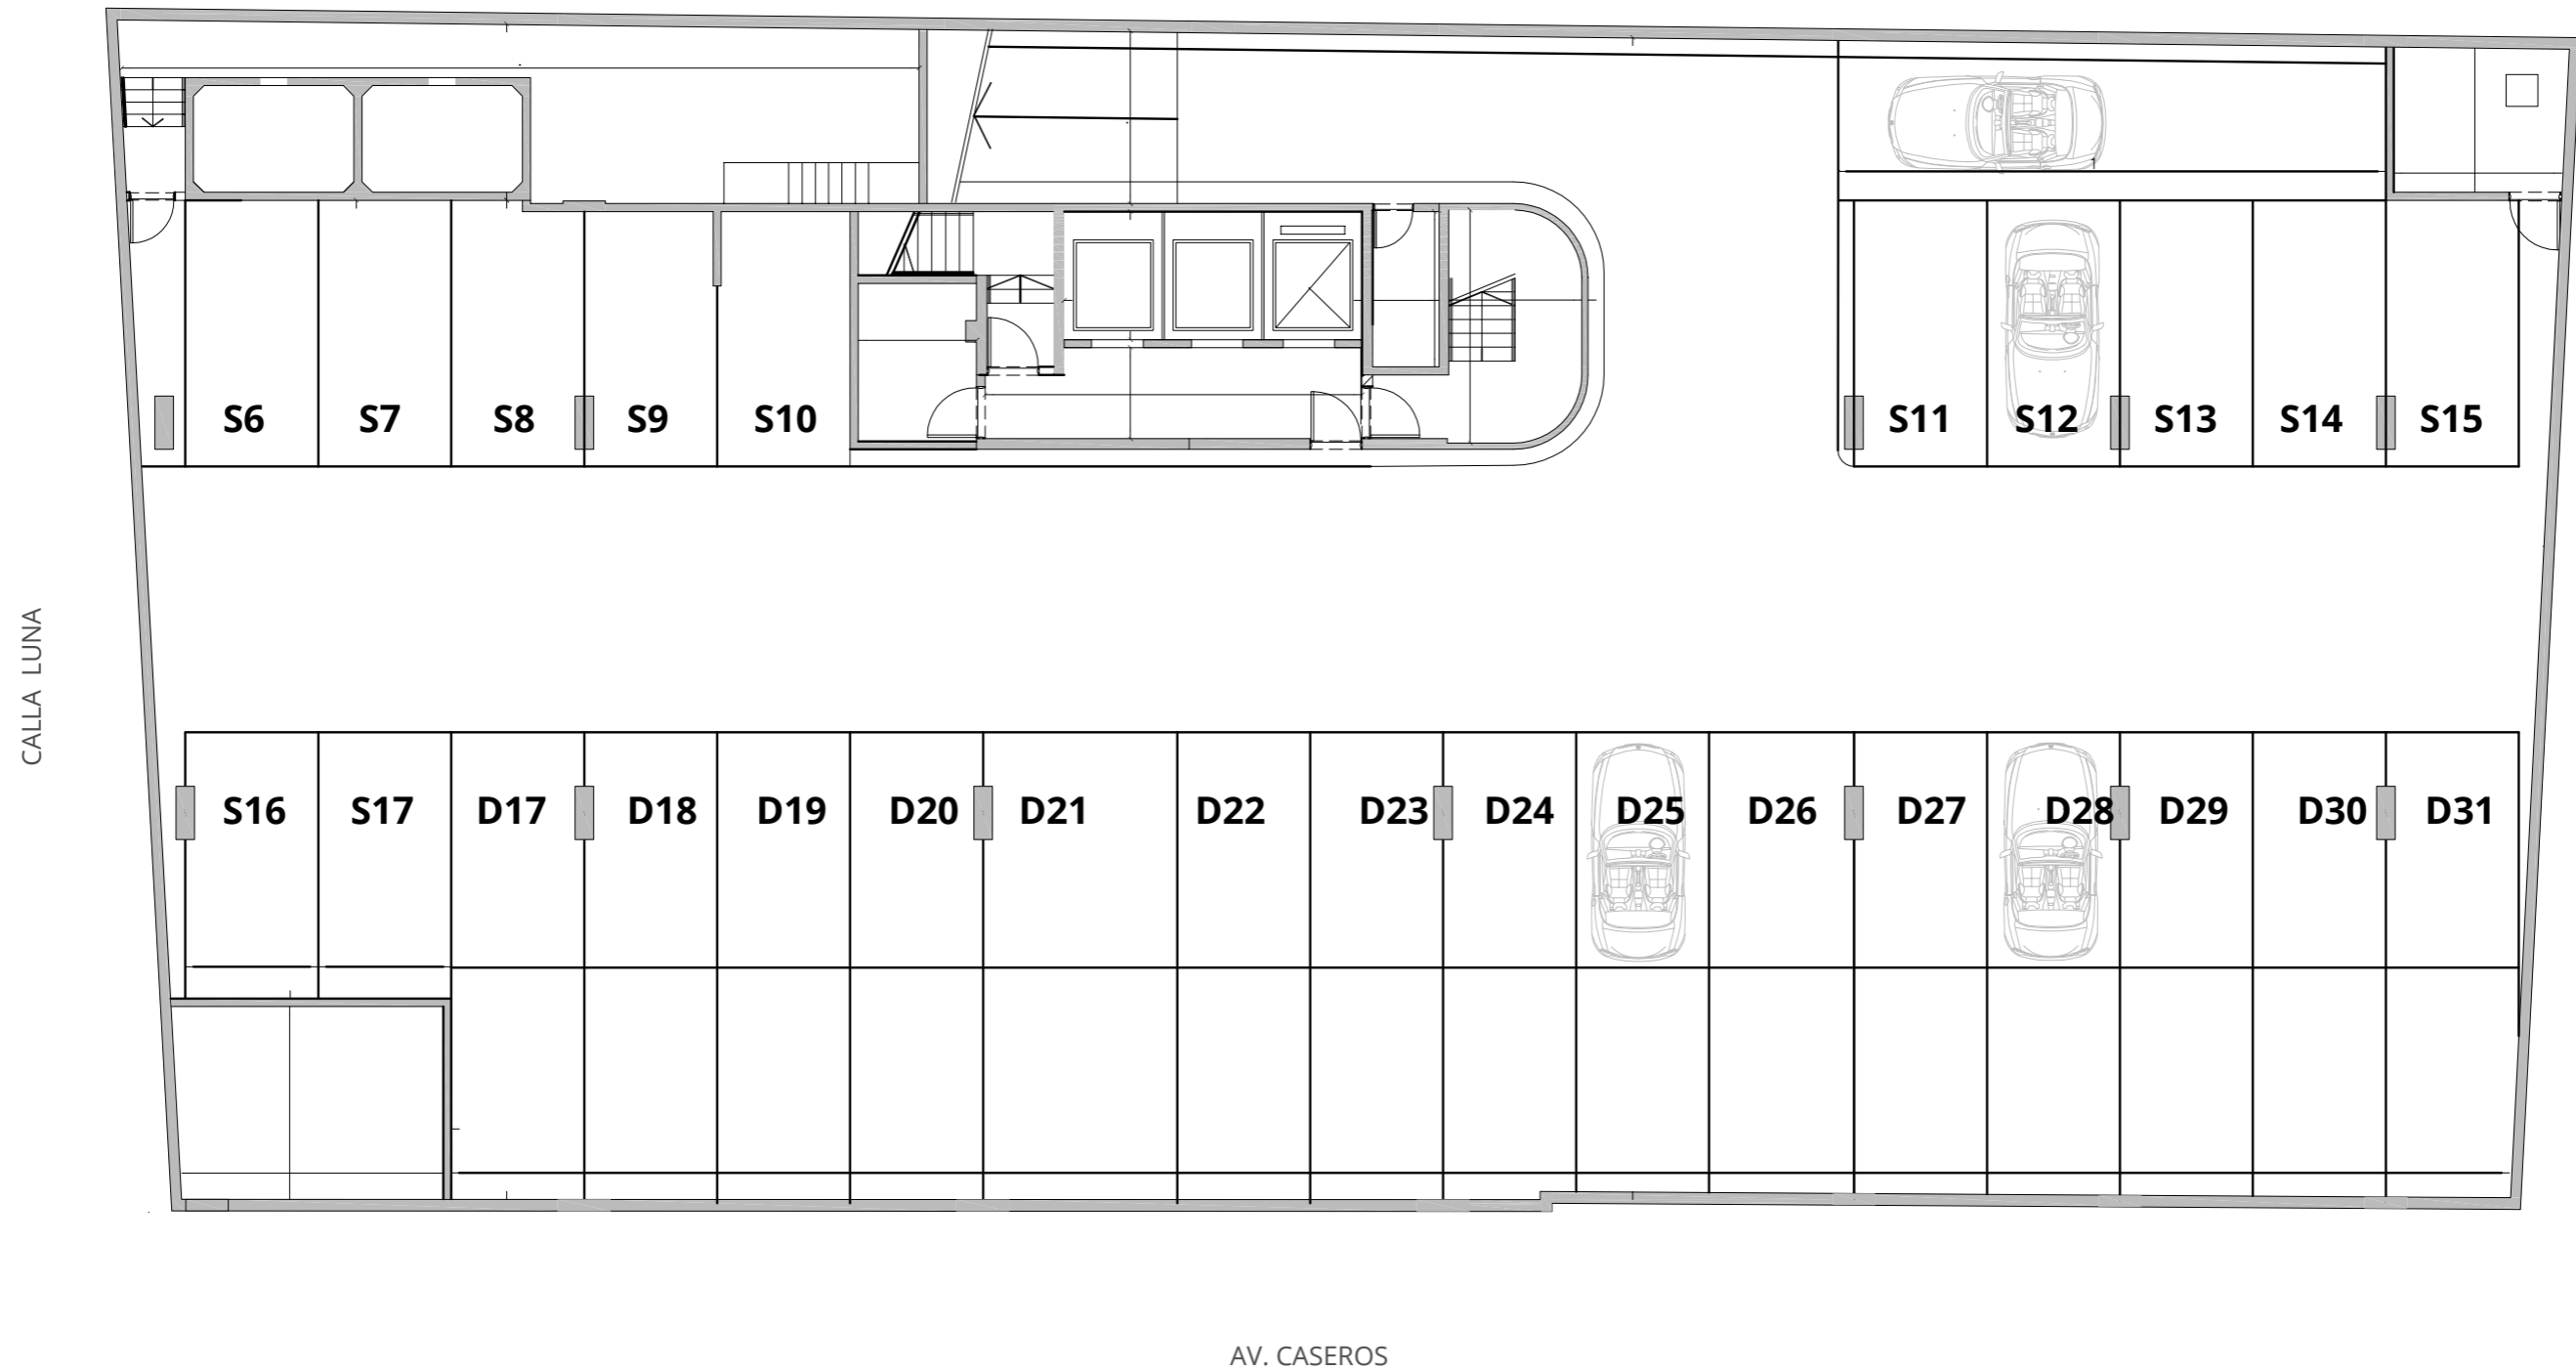 S6 S7 S8 S9 S10 S11 S12 S13 S14 S15
CALLA LUNA
S16 S17 D17 D18 D19 D20 D21 D22 D23 D24 D25 D26 D27 D28 D29 D30 D31
AV. CASEROS